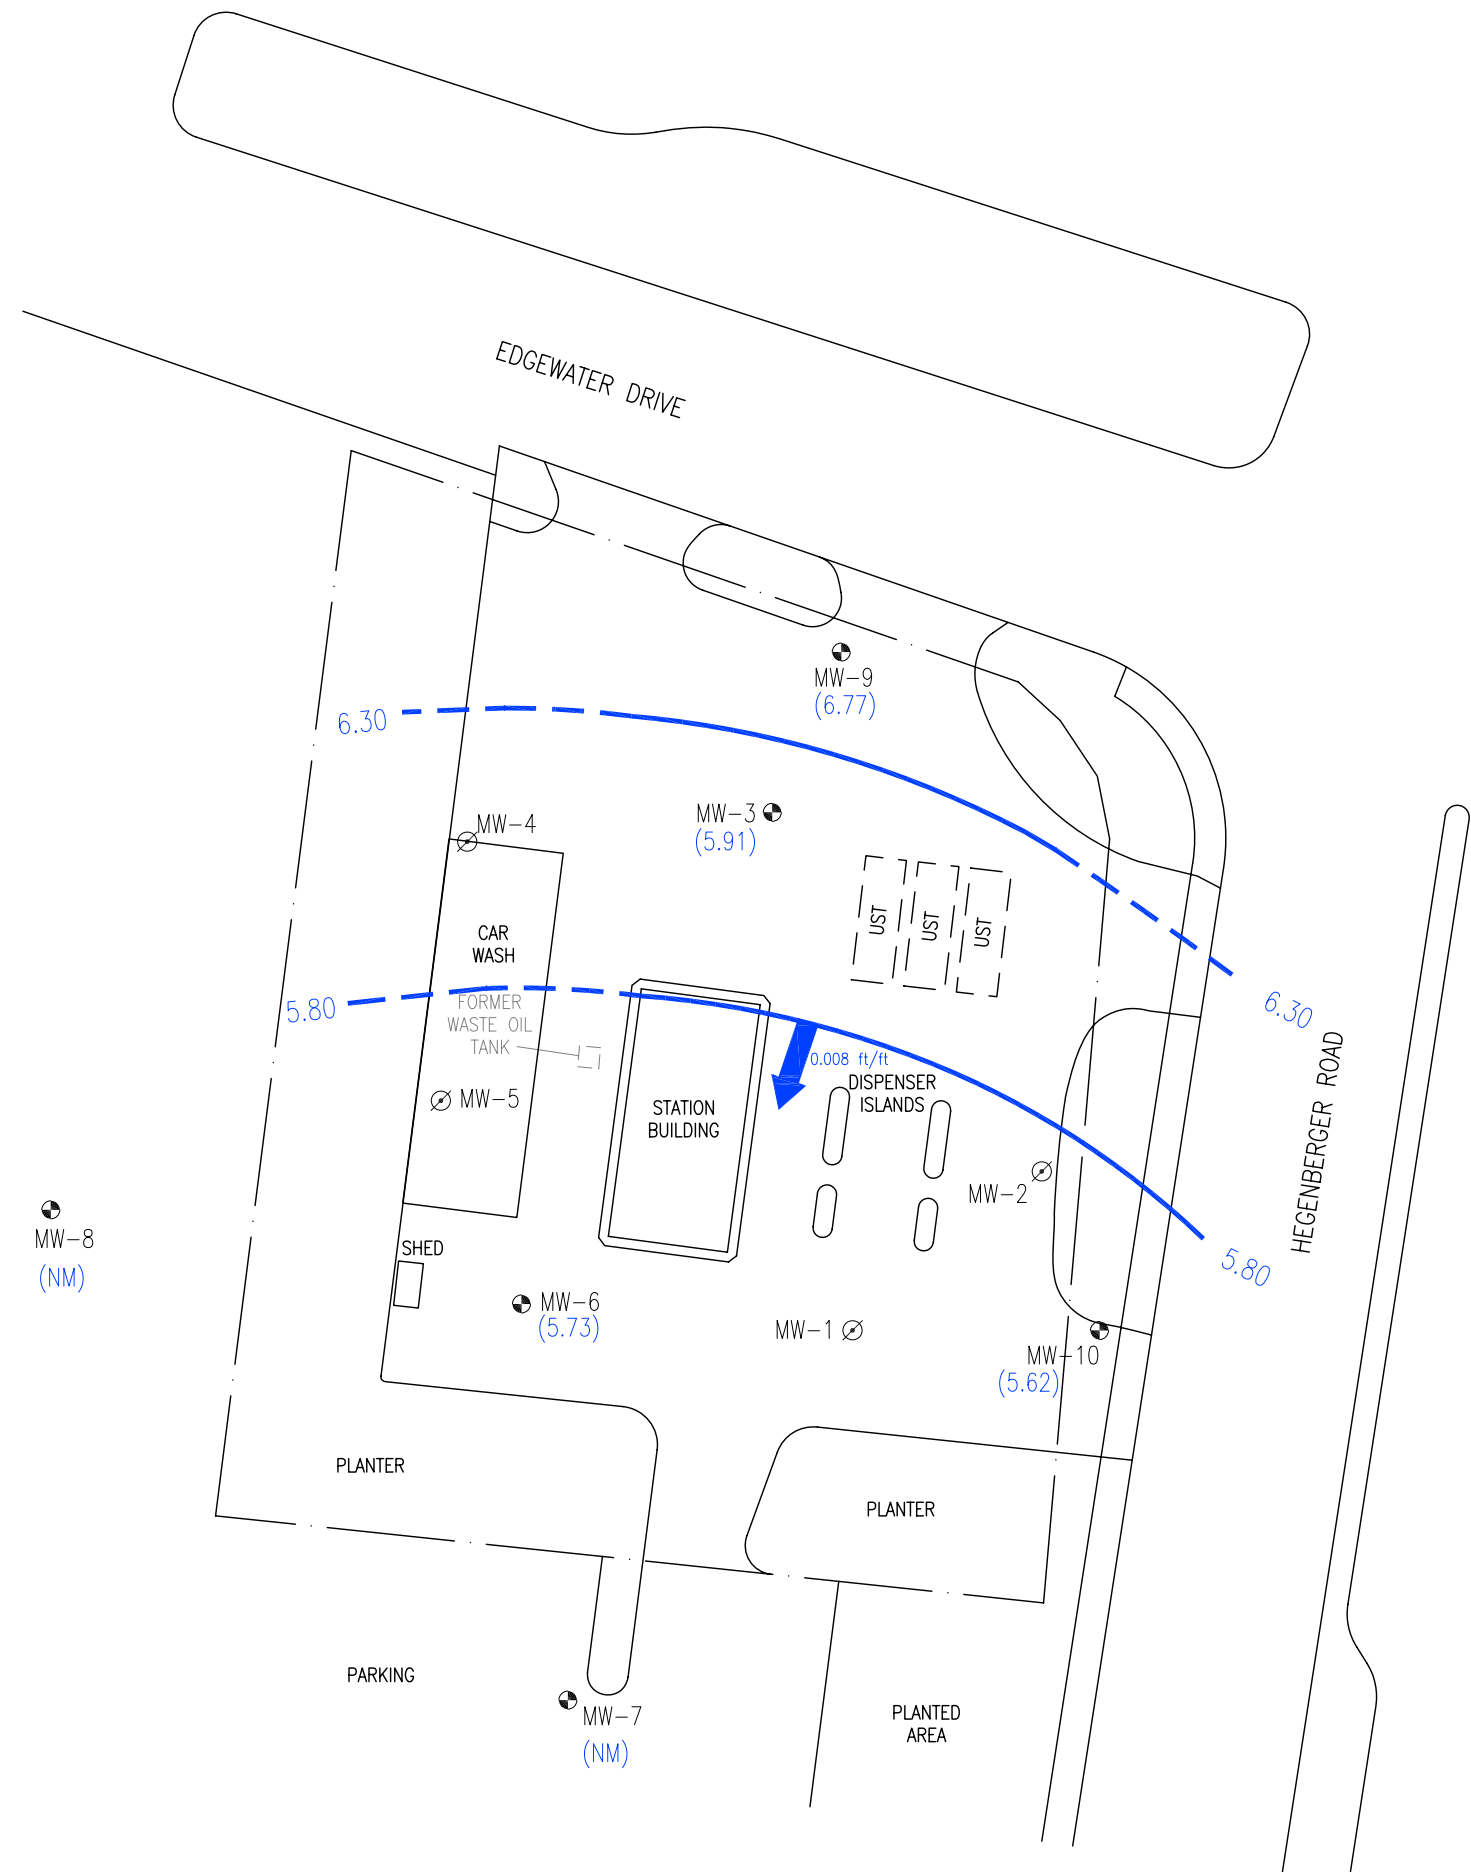 EDGEWATER DRIVE
MW-9
(6.77)
6.30
MW-3
(5.91)
MW-4
UST
UST
UST
CAR
WASH
5.80
FORMER
WASTE OIL
TANK
6.30
0.008 ft/ft
DISPENSER
ISLANDS
MW-5
STATION
BUILDING
HEGENBERGER ROAD
MW-2
MW-8
(NM)
SHED
5.80
MW-6
(5.73)
MW-1
MW-10
(5.62)
PLANTER
PLANTER
PARKING
MW-7
(NM)
PLANTED
AREA